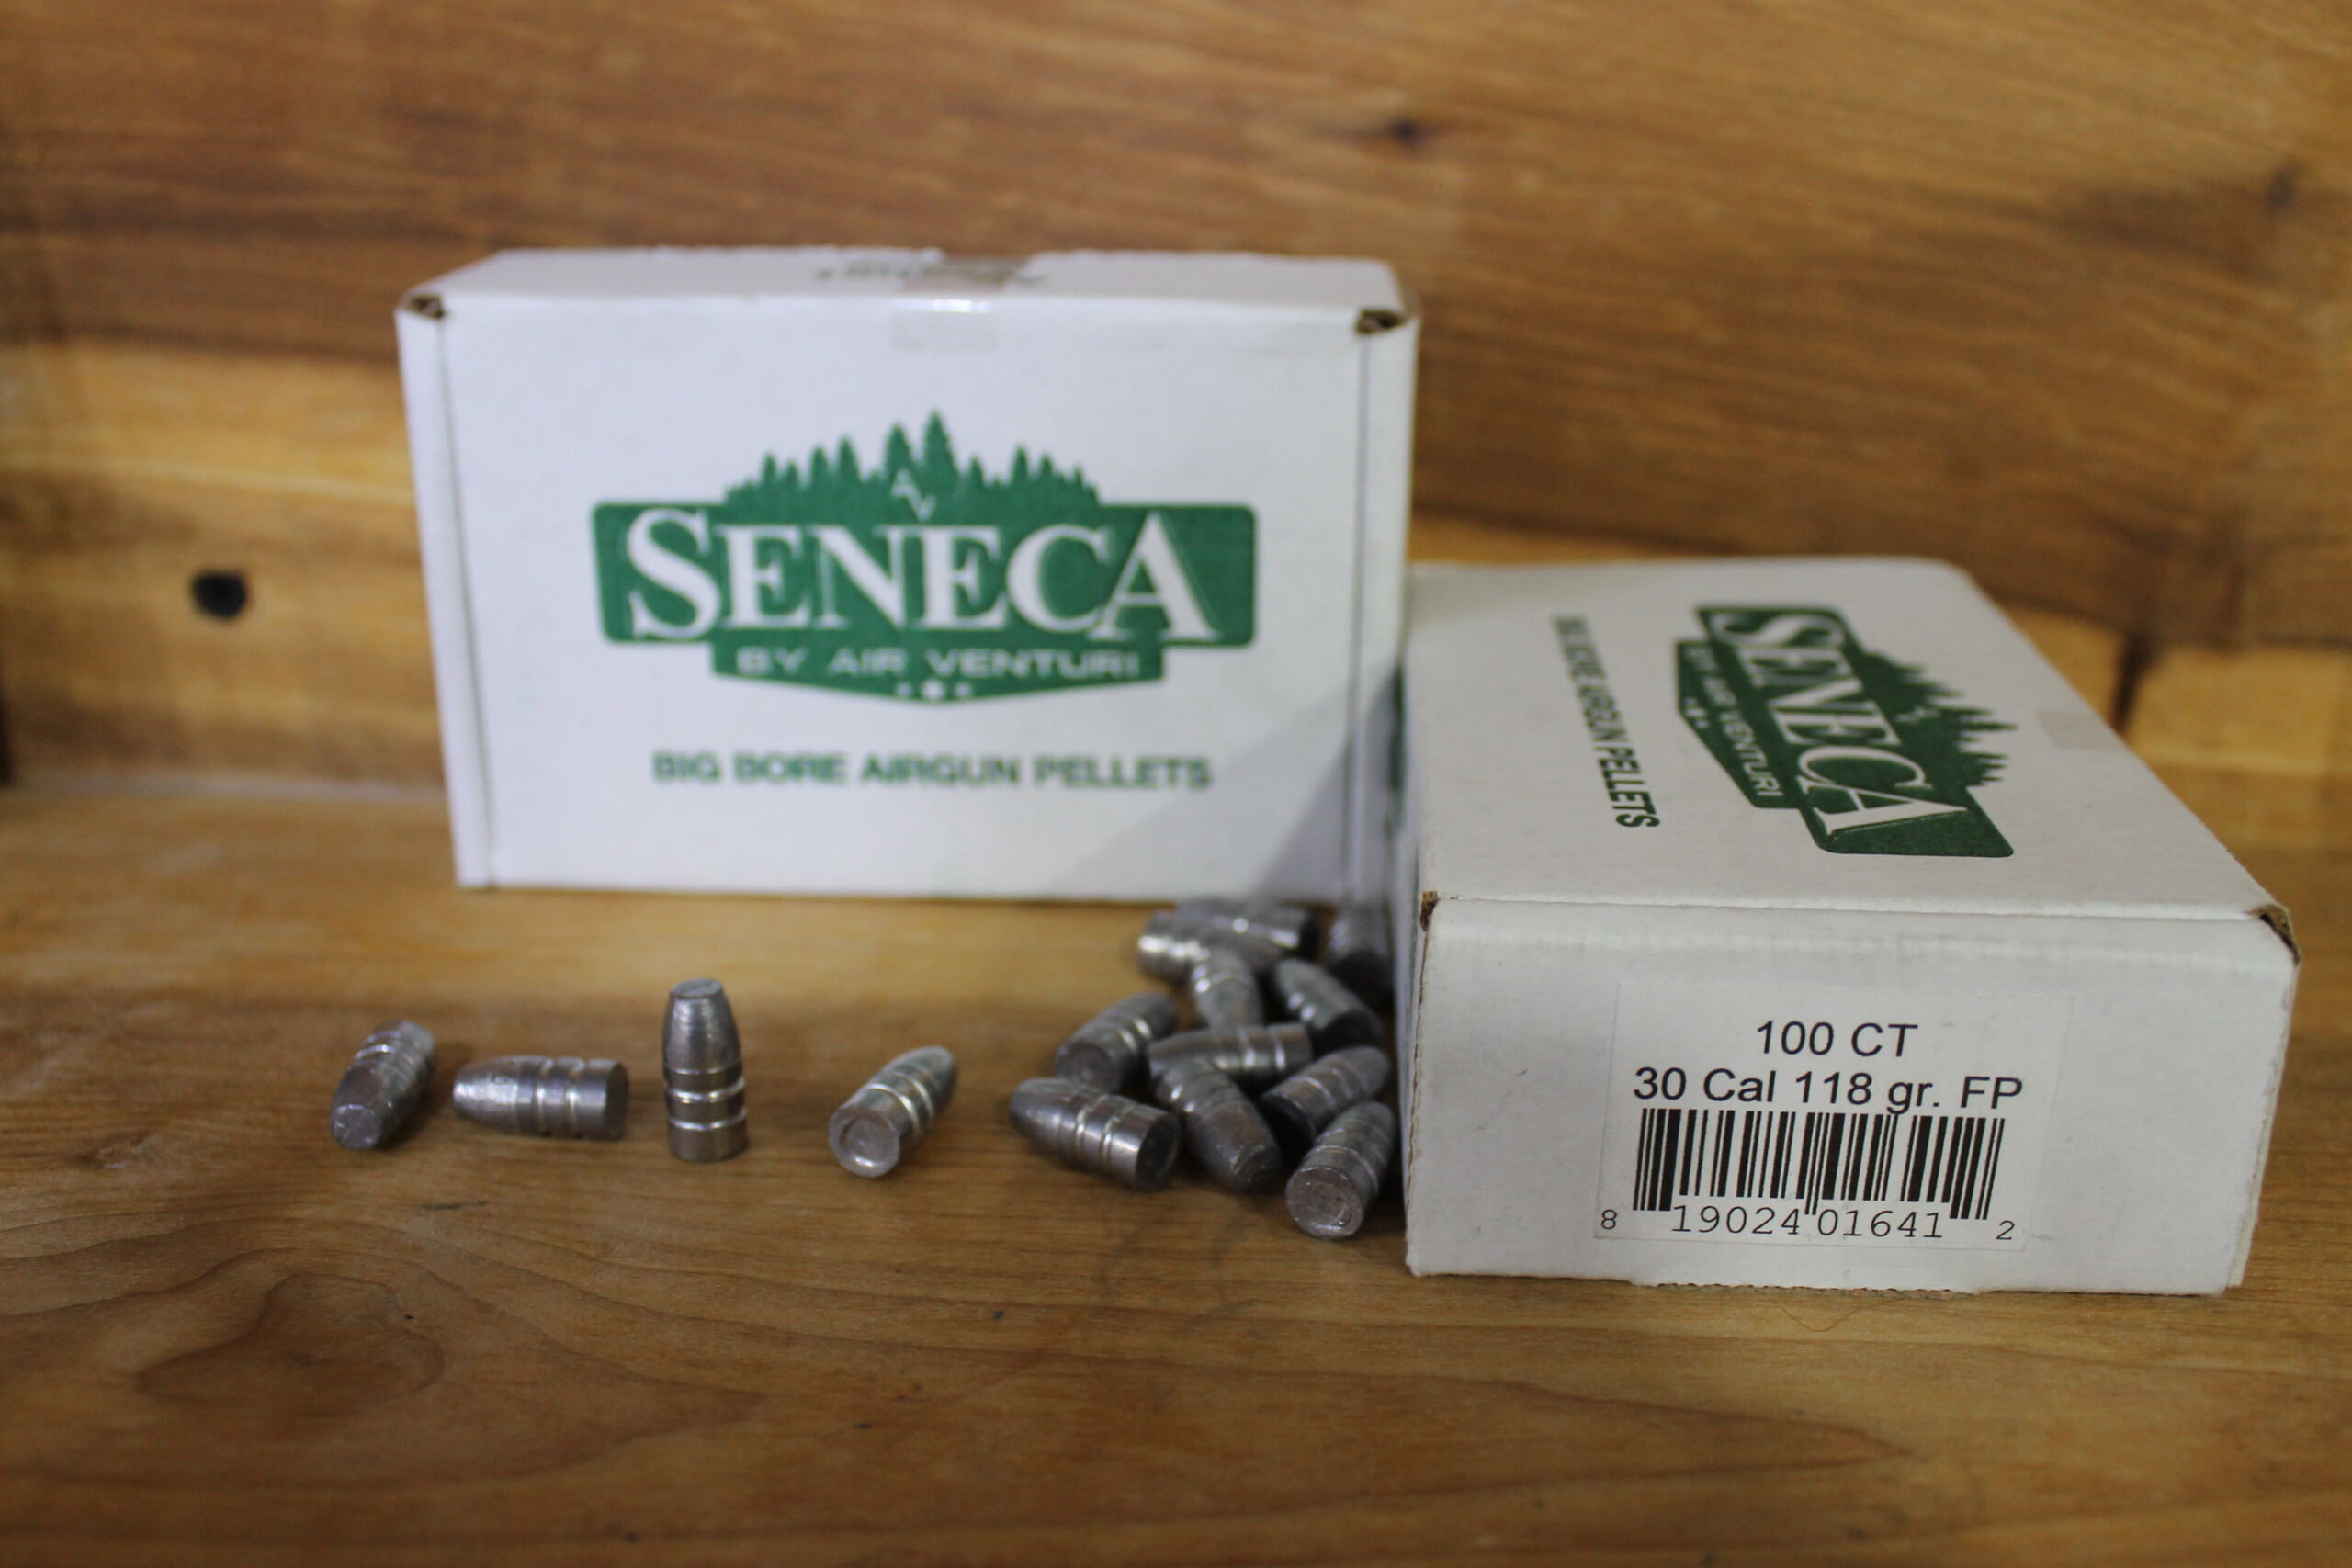 AV
SENECA
BY AIR VENTURI
BIG BORE AIRGUN PELLETS
SENECA
BY AIR VENTURI
BIG BORE AIRGUN PELLETS
100 CT
30 Cal 118 gr. FP
8 19024 01641 2